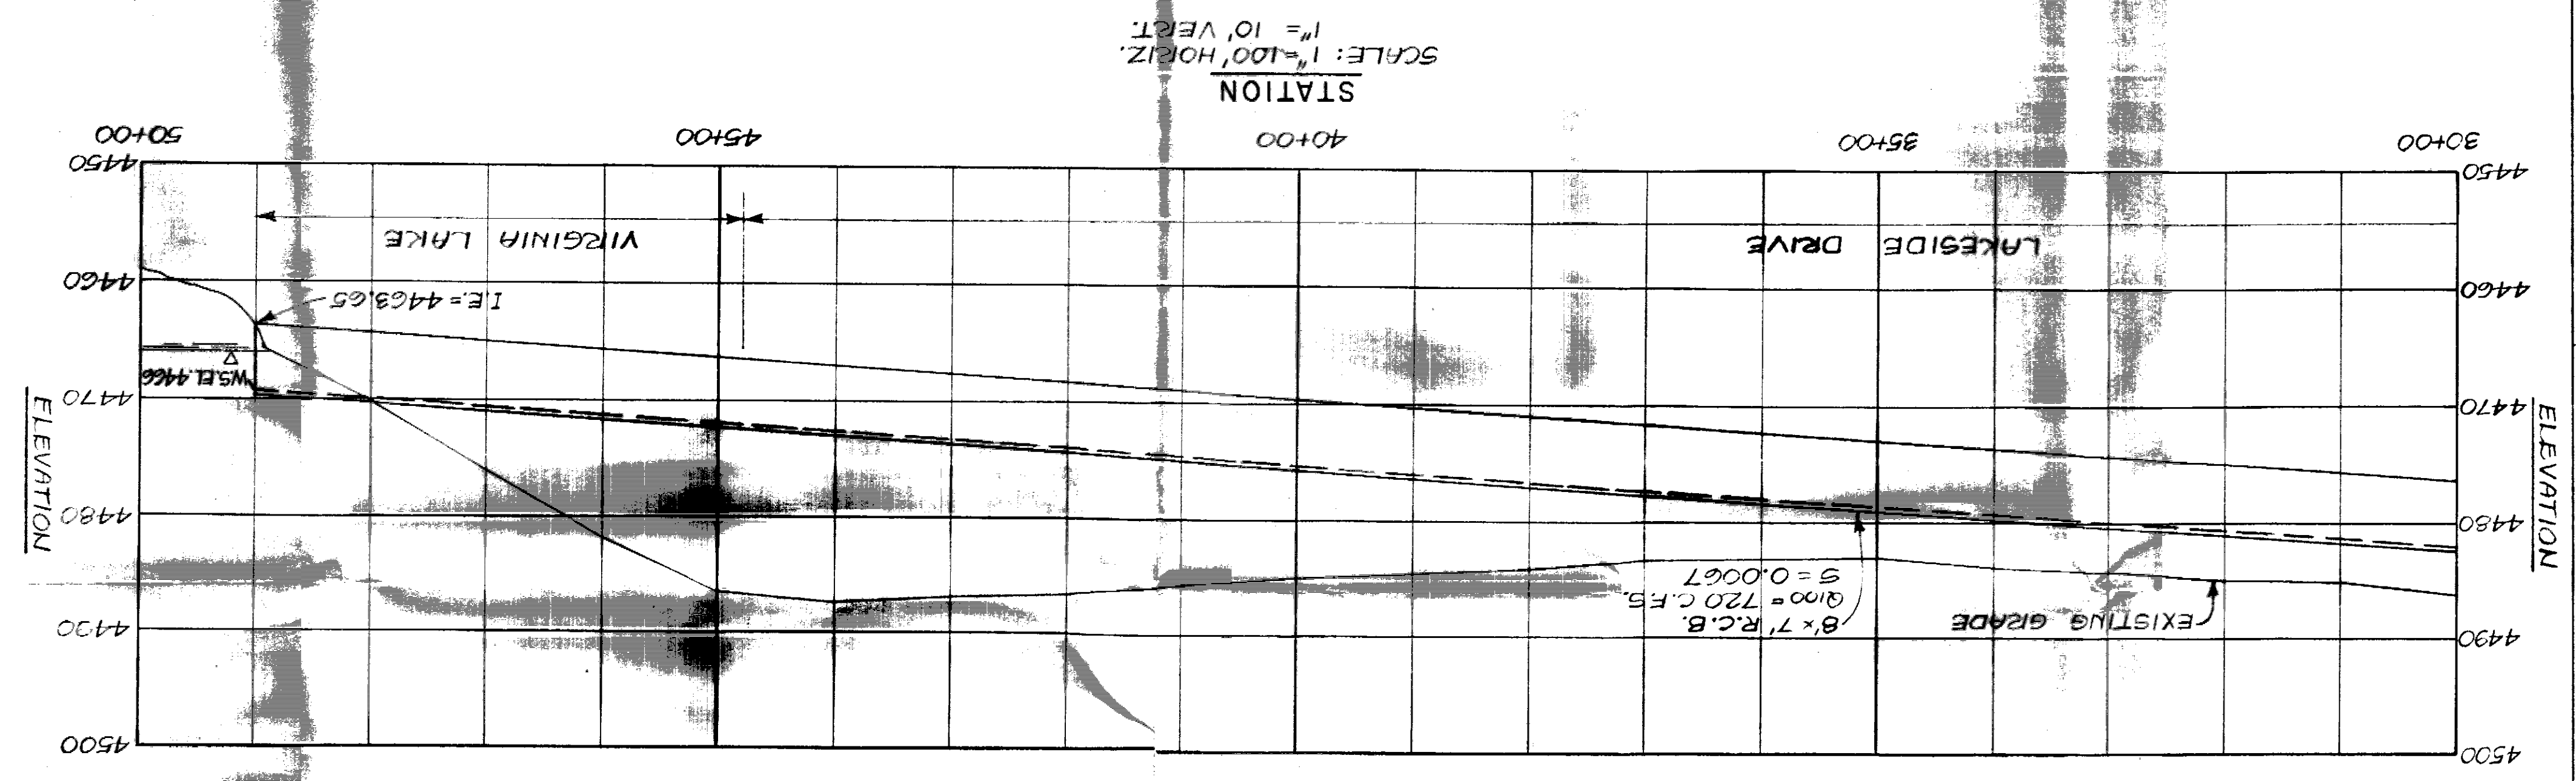 4500
4490
4480
4470
4460
4450
ELEVATION
EXISTING GRADE
8'x 7' R.C.B.
Q100 = 720 C.F.S.
S = 0.0067
LAKESIDE DRIVE
4500
4490
4480
4470
4460
4450
ELEVATION
W.S.EL. 4466
I.E. = 4463.65
VIRGINIA LAKE
30+00
35+00
40+00
45+00
50+00
STATION
SCALE: 1"=100' HORIZ.
1"= 10' VERT.